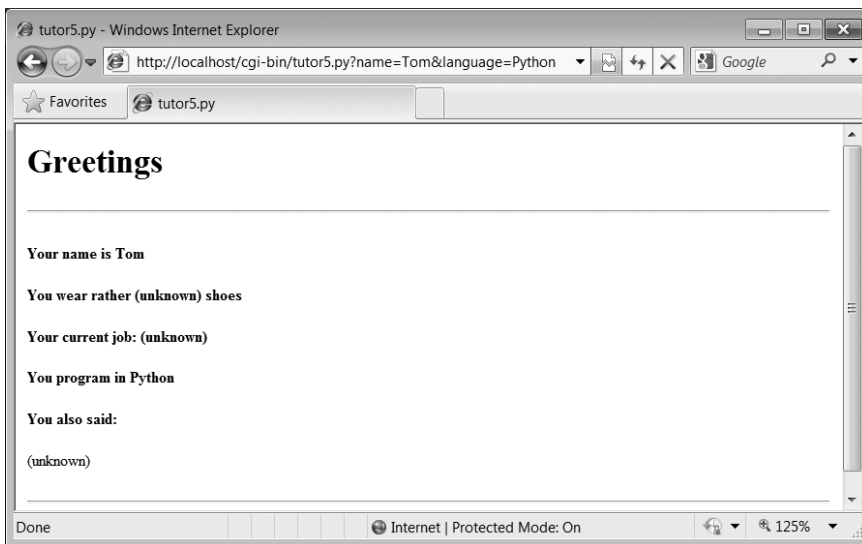 tutor5.py - Windows Internet Explorer
http://localhost/cgi-bin/tutor5.py?name=Tom&language=Python
Google
Favorites
tutor5.py
Greetings
Your name is Tom
You wear rather (unknown) shoes
Your current job: (unknown)
You program in Python
You also said:
(unknown)
Done
Internet | Protected Mode: On
125%